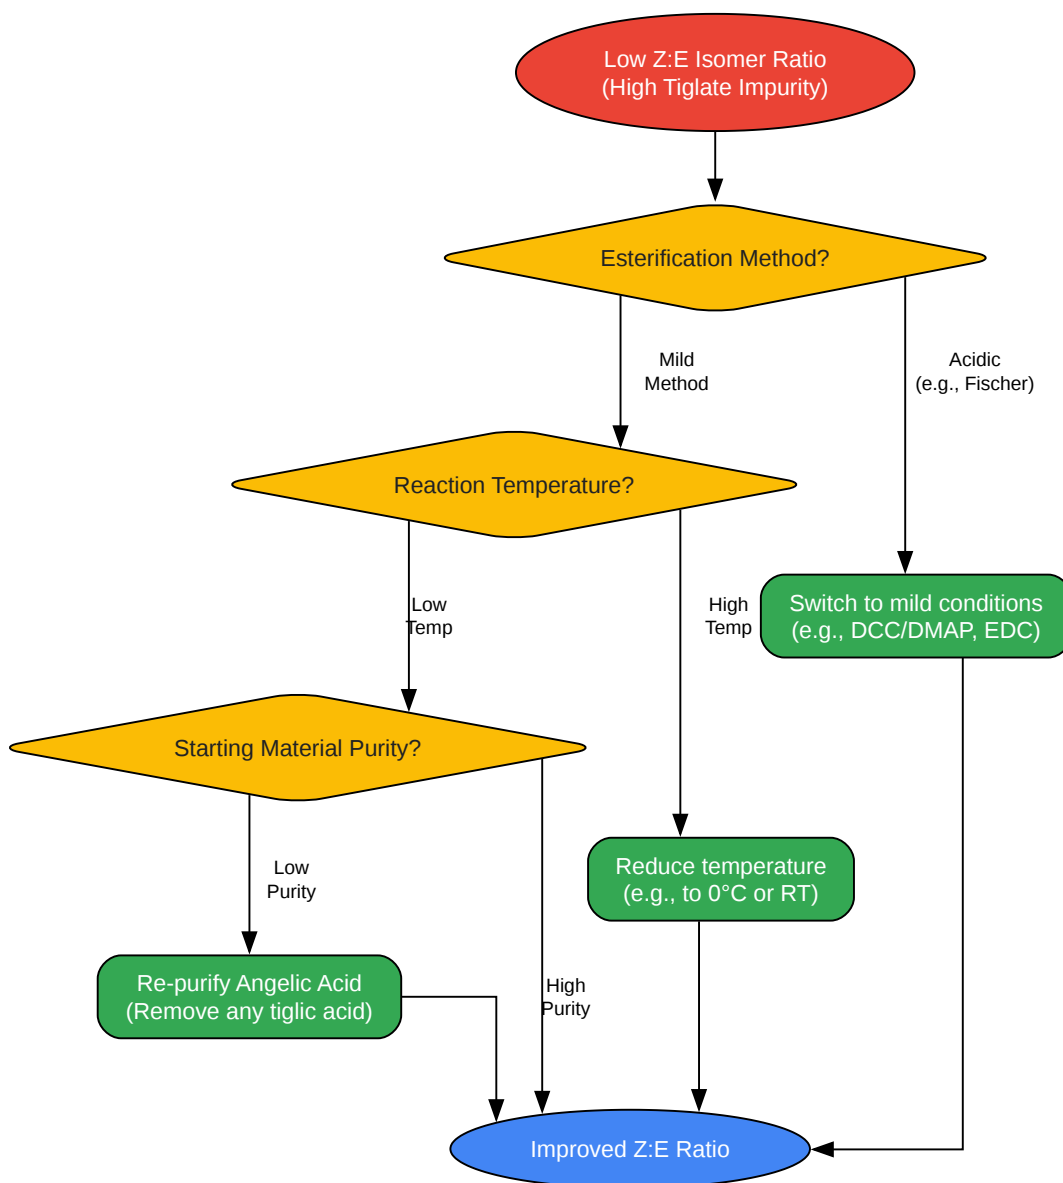 Low Z:E Isomer Ratio
(High Tiglate Impurity)
Esterification Method?
Mild
Method
Acidic
(e.g., Fischer)
Reaction Temperature?
Low
Temp
High
Temp
Switch to mild conditions
(e.g., DCC/DMAP, EDC)
Starting Material Purity?
Low
Purity
Reduce temperature
(e.g., to 0°C or RT)
Re-purify Angelic Acid
(Remove any tiglic acid)
High
Purity
Improved Z:E Ratio